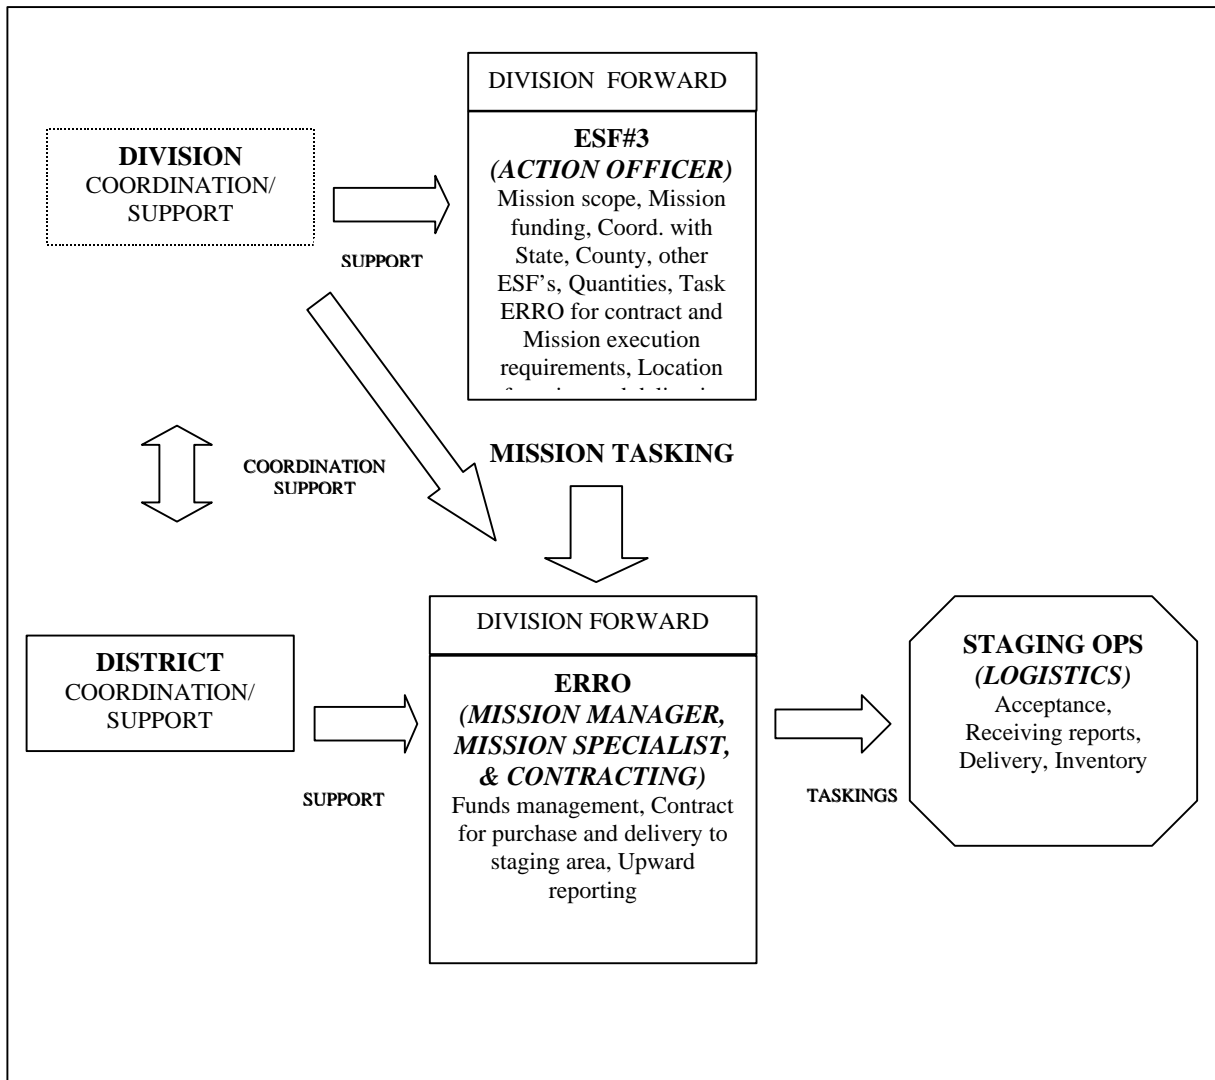 DIVISION FORWARD
DIVISION
COORDINATION/
SUPPORT
SUPPORT
ESF#3
(ACTION OFFICER)
Mission scope, Mission
funding, Coord. with
State, County, other
ESF's, Quantities, Task
ERRO for contract and
Mission execution
requirements, Location
COORDINATION
SUPPORT
MISSION TASKING
DISTRICT
COORDINATION/
SUPPORT
SUPPORT
DIVISION FORWARD
ERRO
(MISSION MANAGER,
MISSION SPECIALIST,
& CONTRACTING)
Funds management, Contract
for purchase and delivery to
staging area, Upward
reporting
TASKINGS
STAGING OPS
(LOGISTICS)
Acceptance,
Receiving reports,
Delivery, Inventory